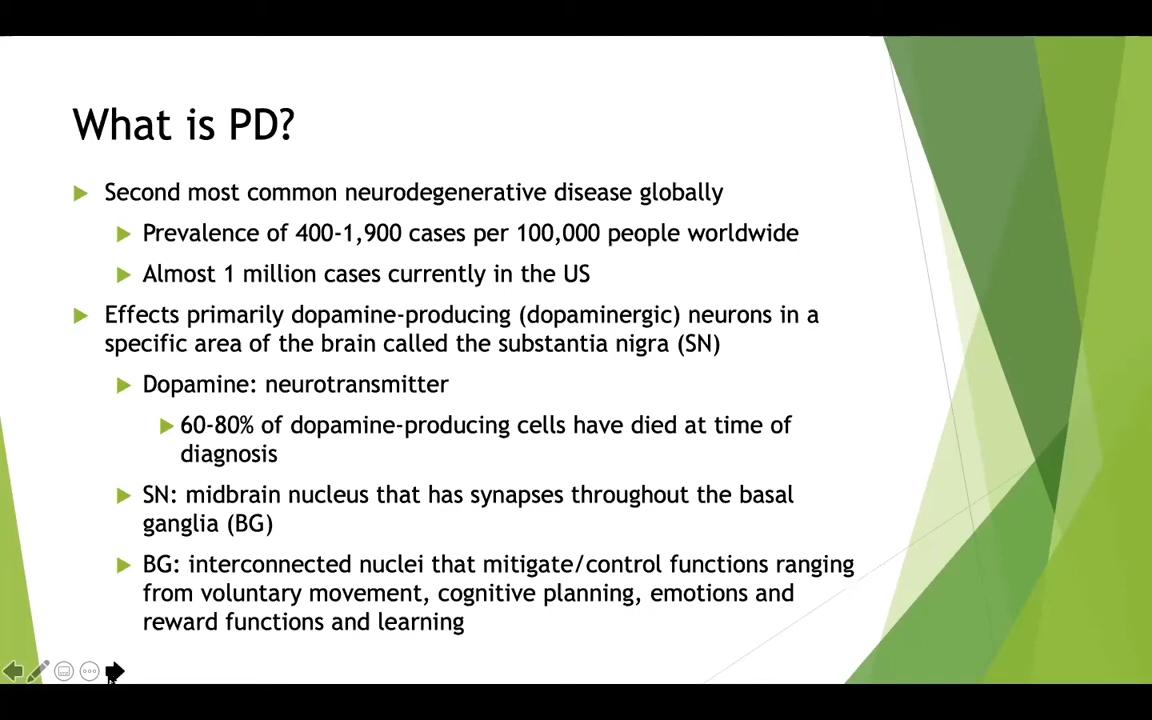 What is PD?
Second most common neurodegenerative disease globally
Prevalence of 400-1,900 cases per 100,000 people worldwide
Almost 1 million cases currently in the US
Effects primarily dopamine-producing (dopaminergic) neurons in a
specific area of the brain called the substantia nigra (SN)
Dopamine: neurotransmitter
60-80% of dopamine-producing cells have died at time of
diagnosis
SN: midbrain nucleus that has synapses throughout the basal
ganglia (BG)
BG: interconnected nuclei that mitigate/control functions ranging
from voluntary movement, cognitive planning, emotions and
reward functions and learning